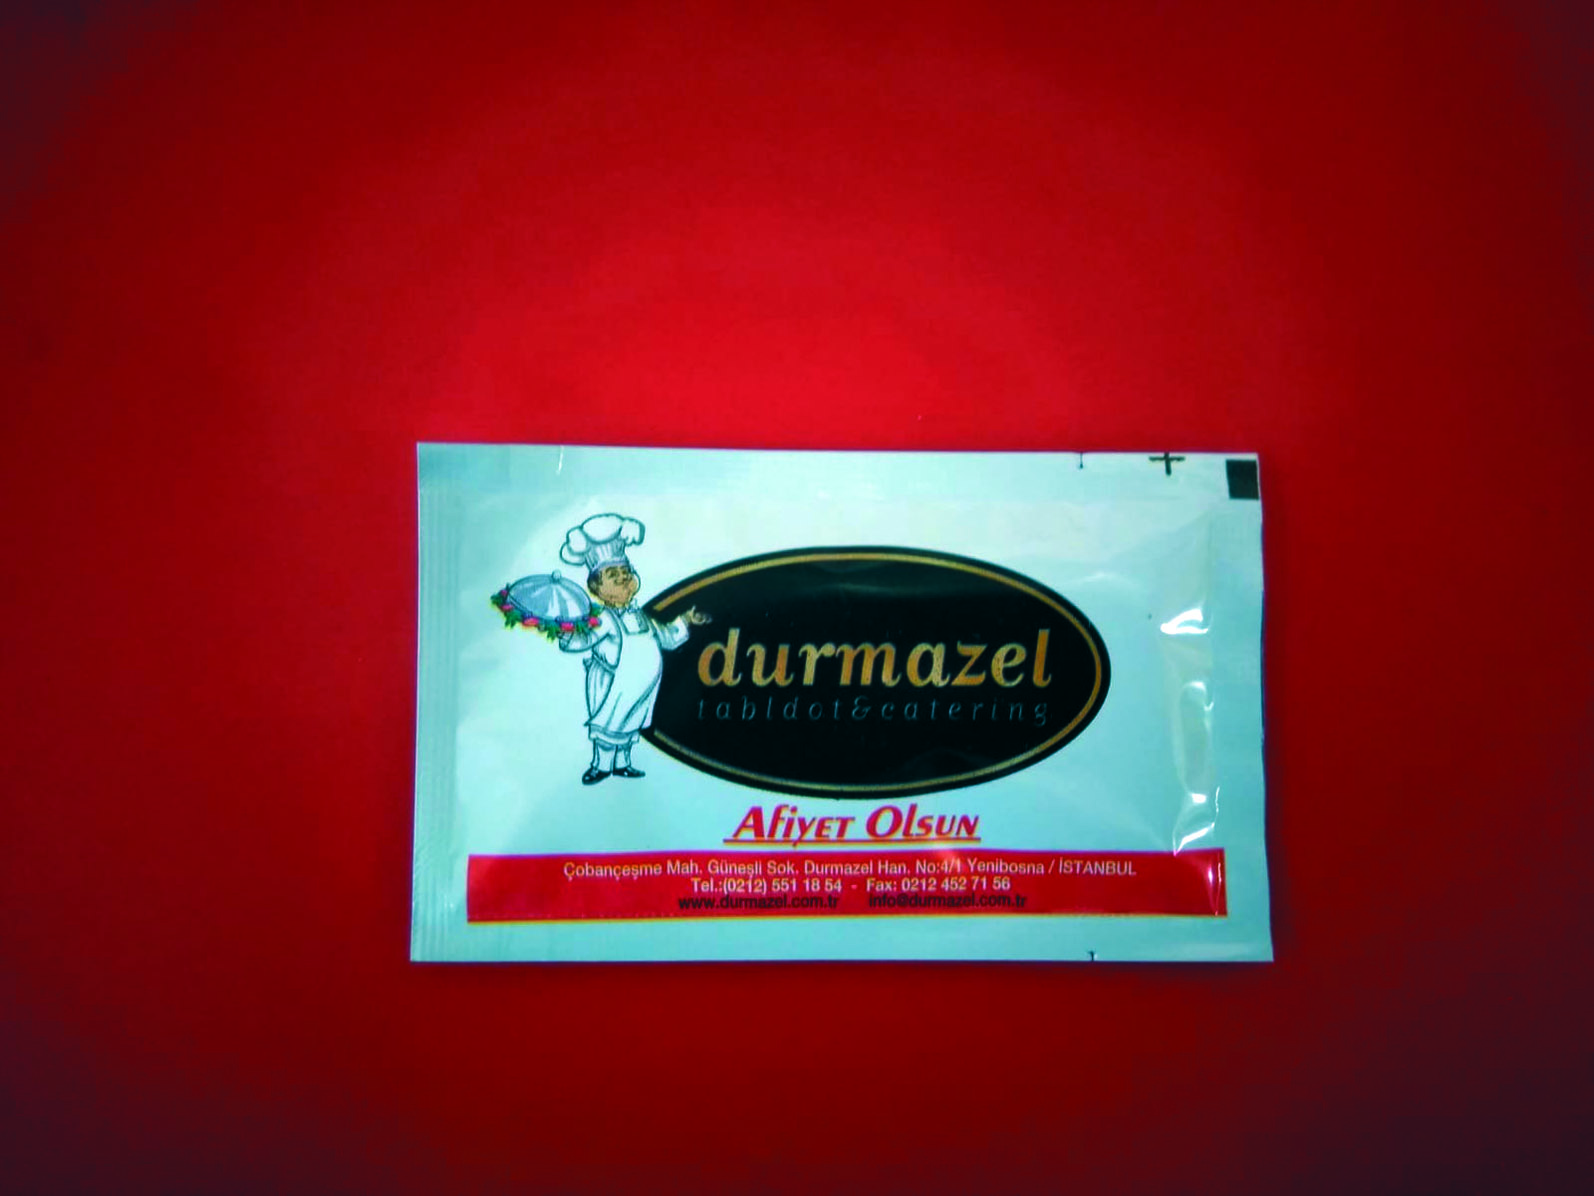 durmazel
tabldot&catering
Afiyet Olsun
Çobançeşme Mah. Güneşli Sok. Durmazel Han. No:4/1 Yenibosna / İSTANBUL
Tel.:(0212) 551 18 54 - Fax: 0212 452 71 56
www.durmazel.com.tr info@durmazel.com.tr